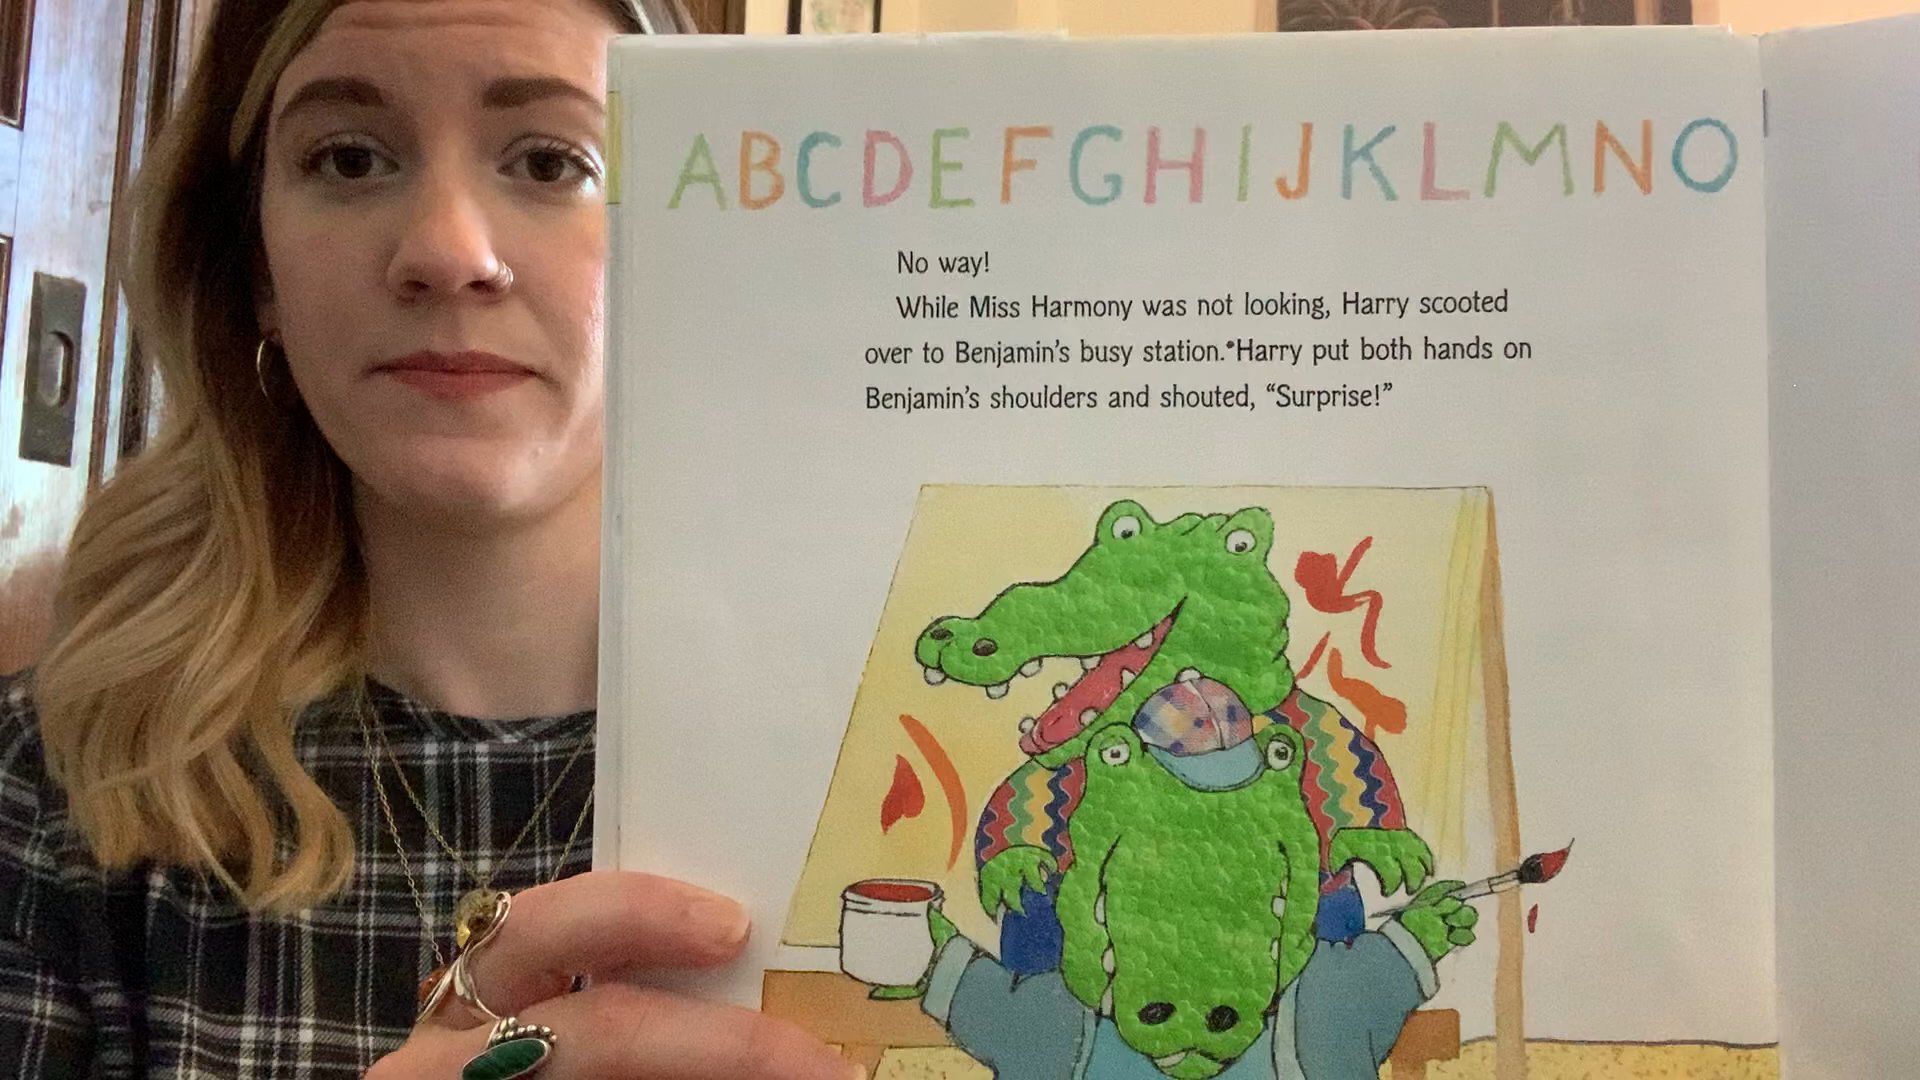 ABCDEFGHIJKLMNO
No way!
While Miss Harmony was not looking, Harry scooted
over to Benjamin's busy station. Harry put both hands on
Benjamin's shoulders and shouted, “Surprise!”